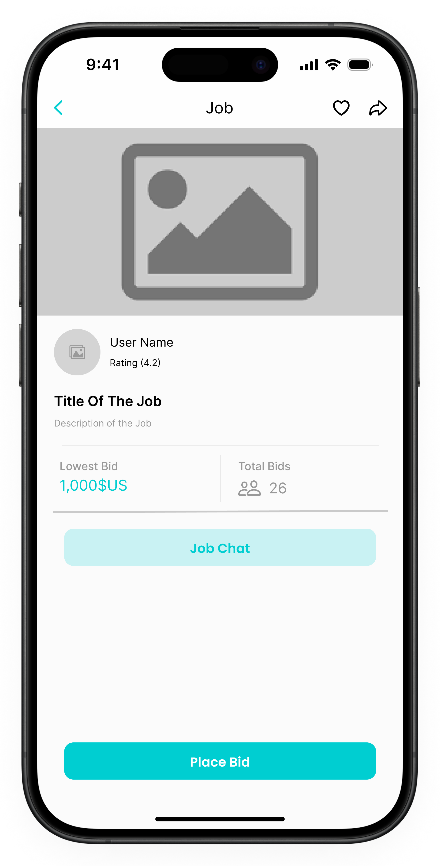 9:41
Job
User Name
Rating (4.2)
Title Of The Job
Description of the Job
Lowest Bid
Total Bids
1,000$US
26
Job Chat
Place Bid